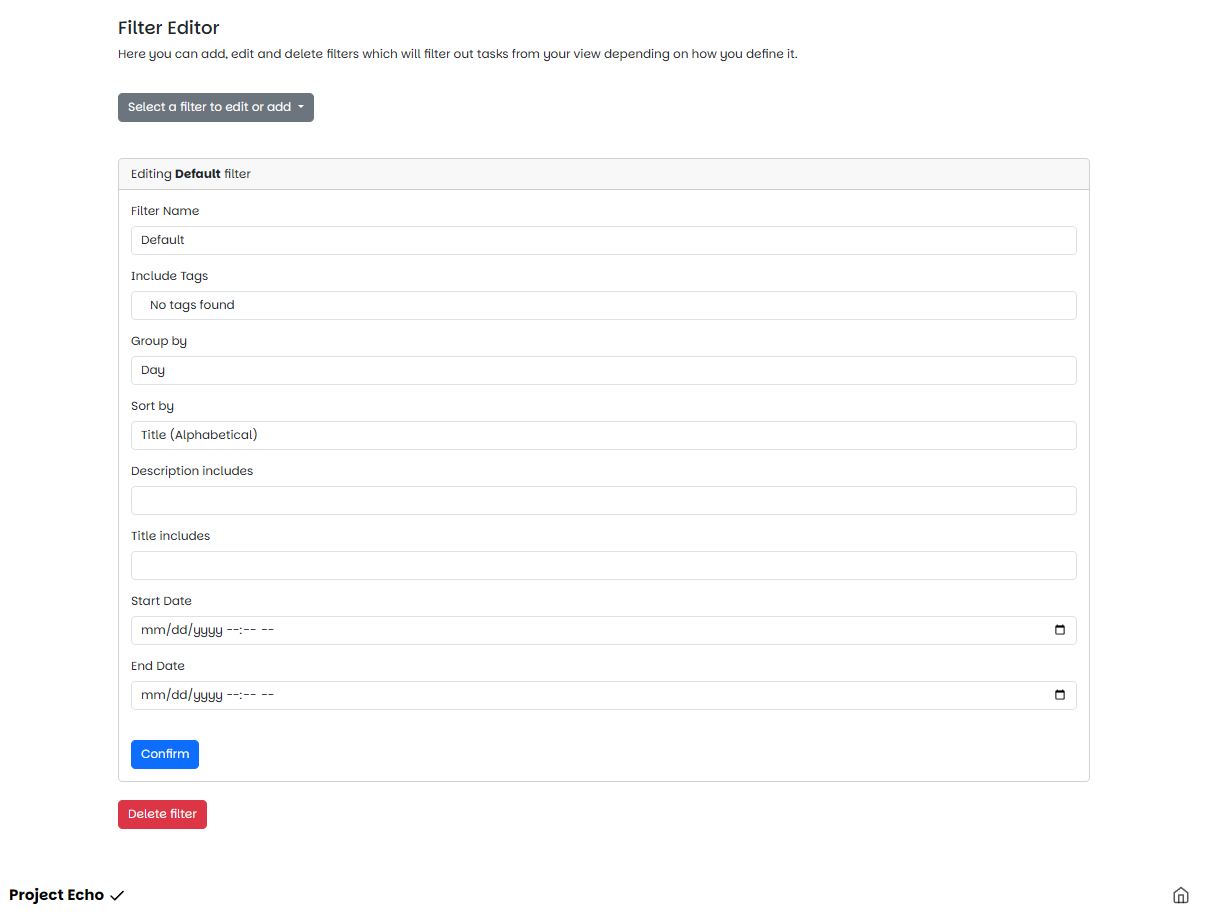 Filter Editor
Here you can add, edit and delete filters which will filter out tasks from your view depending on how you define it.
Select a filter to edit or add
Editing Default filter
Filter Name
Default
Include Tags
No tags found
Group by
Day
Sort by
Title (Alphabetical)
Description includes
Title includes
Start Date
mm/dd/yyyy --:-- --
End Date
mm/dd/yyyy --:-- --
Confirm
Delete filter
Project Echo